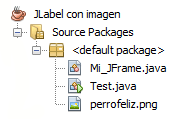 JLabel con imagen
Source Packages
<default package>
Mi_JFrame.java
Test.java
perrofeliz.png